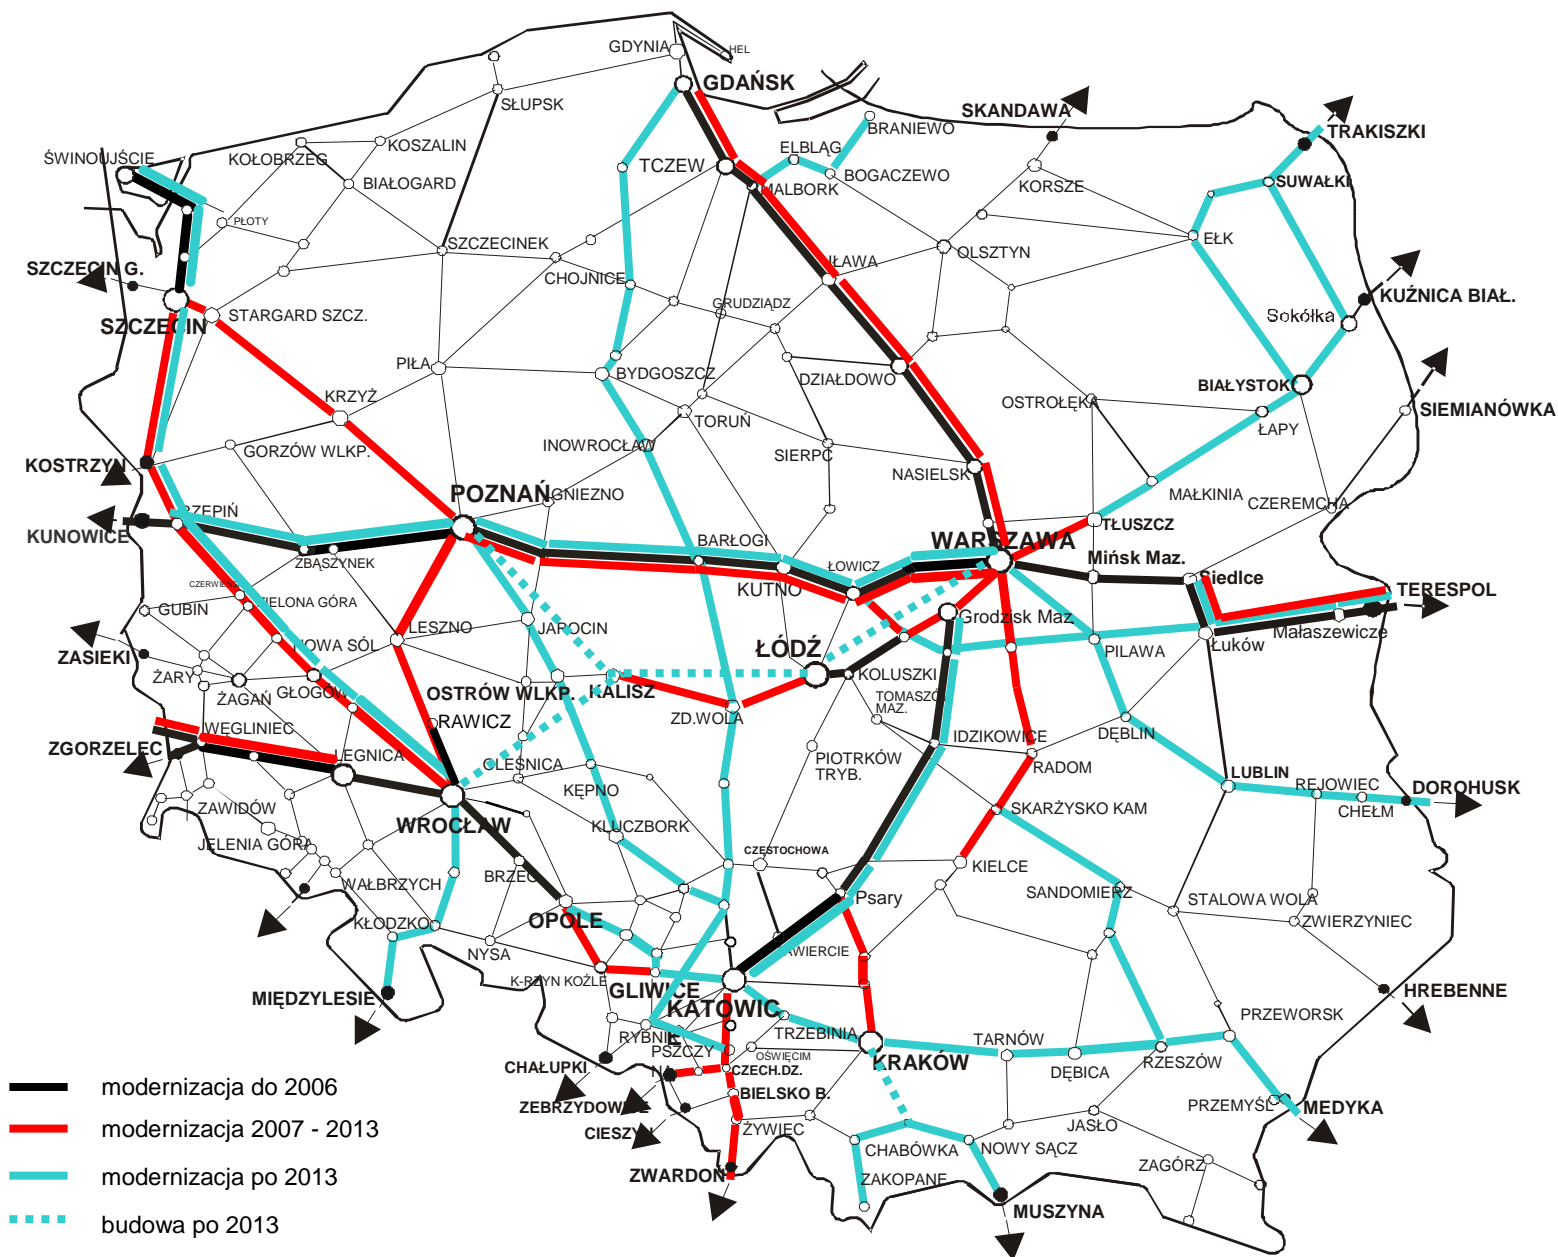 GDYNIA
HEL
GDAŃSK
SŁUPSK
SKANDAWA
BRANIEWO
TRAKISZKI
ELBLĄG
KOSZALIN
KOŁOBRZEG
ŚWINOUJŚCIE
TCZEW
BOGACZEWO
KORSZE
SUWAŁKI
BIAŁOGARD
MALBORK
PŁOTY
SZCZECINEK
OLSZTYN
EŁK
IŁAWA
SZCZECIN G.
CHOJNICE
GRUDZIĄDZ
KUŹNICA BIAŁ.
SZCZECIN
STARGARD SZCZ.
Sokółka
PIŁA
BYDGOSZCZ
DZIAŁDOWO
BIAŁYSTOK
KRZYŻ
OSTROŁĘKA
SIEMIANÓWKA
TORUŃ
ŁAPY
GORZÓW WLKP.
INOWROCŁAW
SIERPC
KOSTRZYN
NASIELSK
POZNAŃ
GNIEZNO
MAŁKINIA
CZEREMCHA
RZEPIŃ
TŁUSZCZ
KUNOWICE
BARŁOGI
WARSZAWA
ZBĄSZYNEK
ŁOWICZ
Mińsk Maz.
Siedlce
CZERWIEŃSK
KUTNO
TERESPOL
GUBIN
ZIELONA GÓRA
Grodzisk Maz.
LESZNO
JAROCIN
Małaszewicze
NOWA SÓL
ŁÓDŹ
PILAWA
Łuków
ZASIEKI
ŻARY
KOLUSZKI
ŻAGAŃ
GŁOGÓW
OSTRÓW WLKP.
KALISZ
TOMASZÓW
MAZ.
RAWICZ
ZD.WOLA
WĘGLINIEC
IDZIKOWICE
DĘBLIN
ZGORZELEC
LEGNICA
PIOTRKÓW
TRYB.
OLEŚNICA
RADOM
LUBLIN
REJOWIEC
DOROHUSK
KĘPNO
ZAWIDÓW
SKARŻYSKO KAM
CHEŁM
WROCŁAW
KLUCZBORK
JELENIA GÓRA
CZĘSTOCHOWA
KIELCE
BRZEG
WAŁBRZYCH
SANDOMIERZ
Psary
STALOWA WOLA
KŁODZKO
OPOLE
ZWIERZYNIEC
NYSA
ZAWIERCIE
K-RZYN KOŹLE
GLIWICE
MIĘDZYLESIE
HREBENNE
KATOWIC
E
RYBNIK
TRZEBINIA
PRZEWORSK
TARNÓW
PSZCZY
NA
OŚWIĘCIM
KRAKÓW
RZESZÓW
CHAŁUPKI
CZECH.DZ.
DĘBICA
modernizacja do 2006
BIELSKO B.
ZEBRZYDOWICE
PRZEMYŚL
MEDYKA
modernizacja 2007 - 2013
CIESZYN
ŻYWIEC
JASŁO
CHABÓWKA
NOWY SĄCZ
modernizacja po 2013
ZWARDOŃ
ZAGÓRZ
ZAKOPANE
MUSZYNA
budowa po 2013